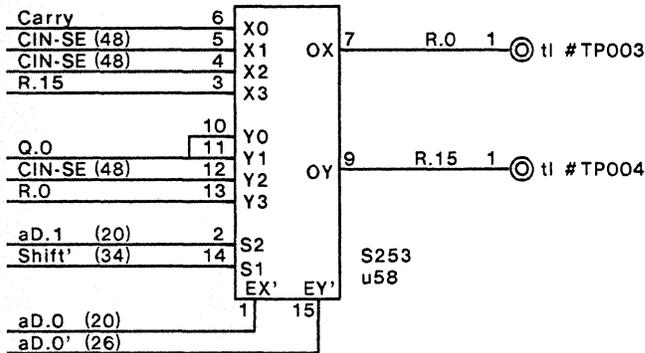 Carry 6 X0
CIN-SE (48) 5 X1 OX 7 R.0 1 tl #TP003
CIN-SE (48) 4 X2
R.15 3 X3
10 Y0
Q.0 11 Y1 OY 9 R.15 1 tl #TP004
CIN-SE (48) 12 Y2
R.0 13 Y3
aD.1 (20) 2 S2
Shift' (34) 14 S1
S253
u58
EX' EY'
1 15
aD.0 (20)
aD.0' (26)